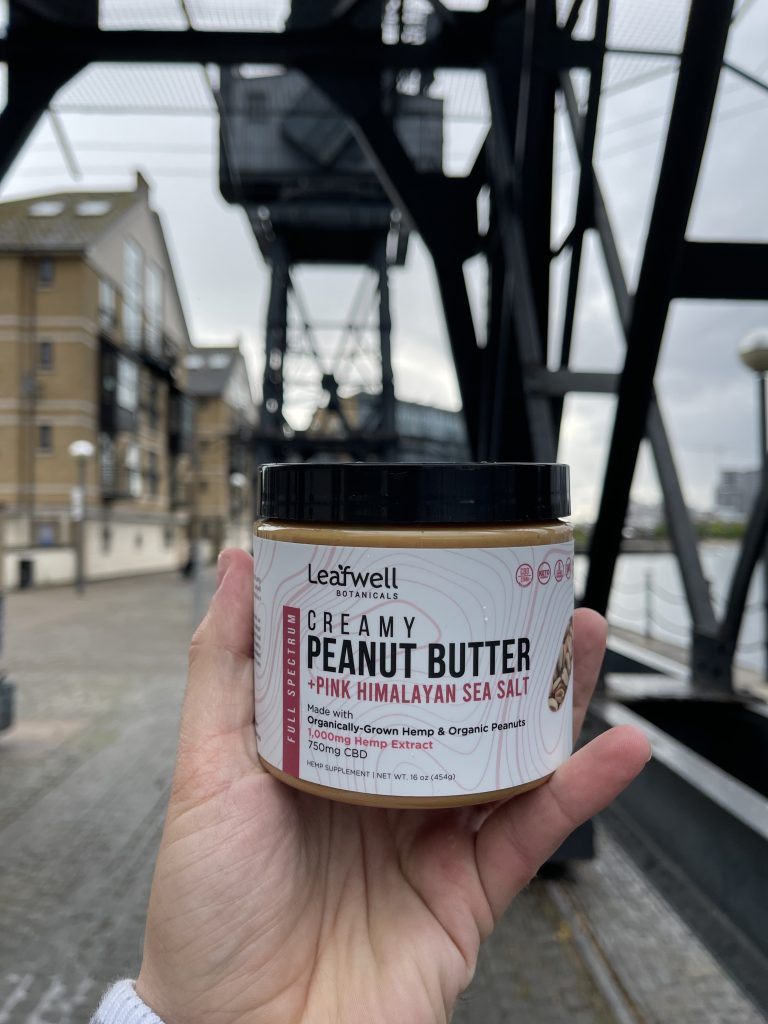 Leafwell
BOTANICALS
FULL SPECTRUM
CREAMY
PEANUT BUTTER
+PINK HIMALAYAN SEA SALT
Made with
Organically-Grown Hemp & Organic Peanuts
1,000mg Hemp Extract
750mg CBD
HEMP SUPPLEMENT | NET WT. 16 oz (454g)